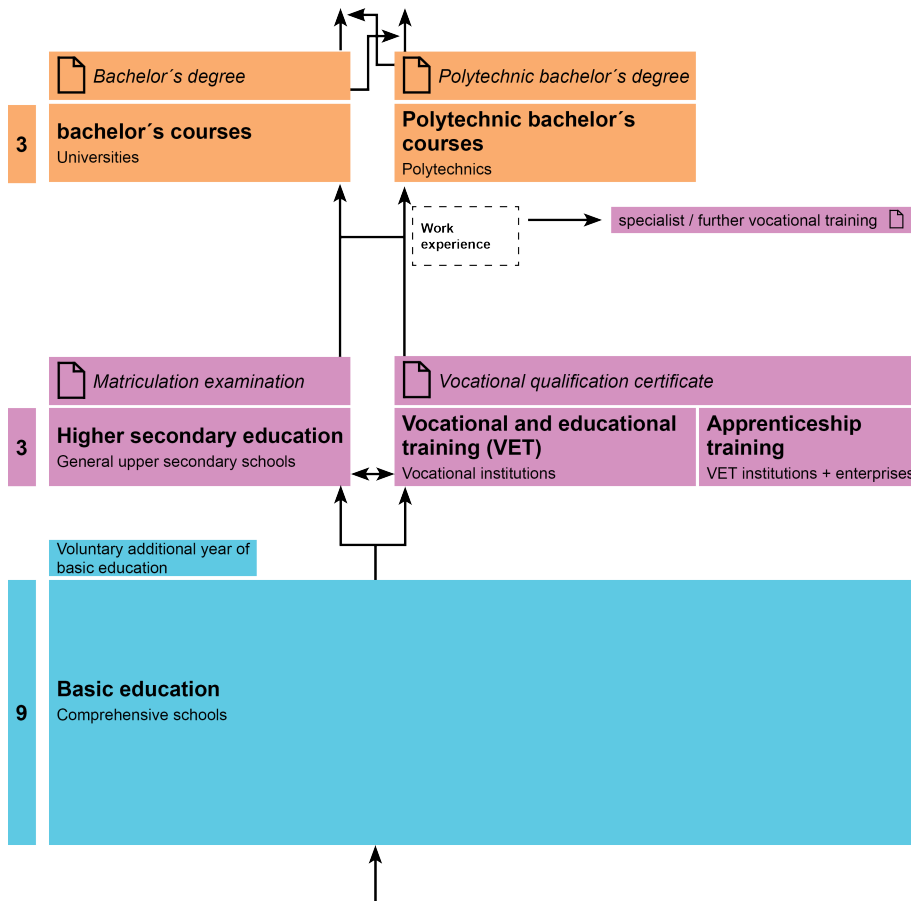 Bachelor´s degree
Polytechnic bachelor´s degree
3
bachelor´s courses
Universities
Polytechnic bachelor´s
courses
Polytechnics
Work
experience
specialist / further vocational training
Matriculation examination
Vocational qualification certificate
3
Higher secondary education
General upper secondary schools
Vocational and educational
training (VET)
Vocational institutions
Apprenticeship
training
VET institutions + enterprises
Voluntary additional year of
basic education
9
Basic education
Comprehensive schools